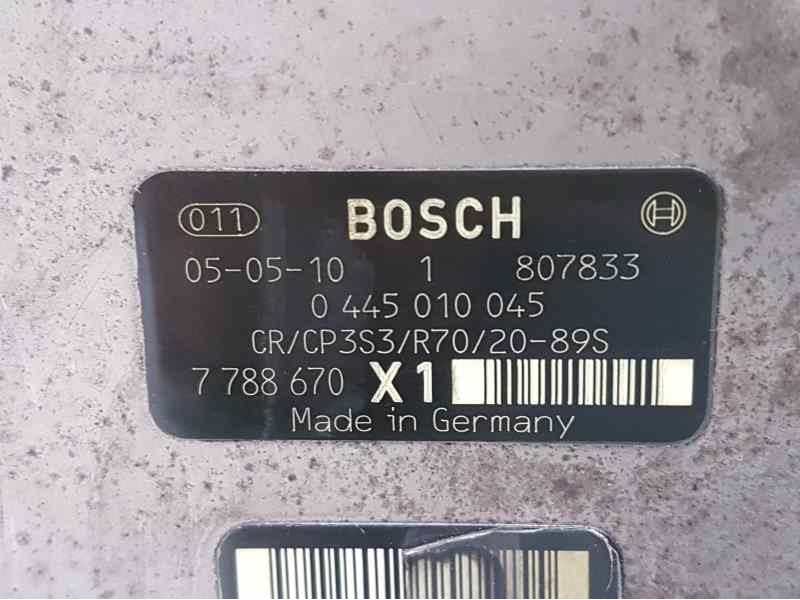 011 BOSCH
05-05-10 1 807833
0 445 010 045
CR/CP3S3/R70/20-89S
7 788 670 X1
Made in Germany